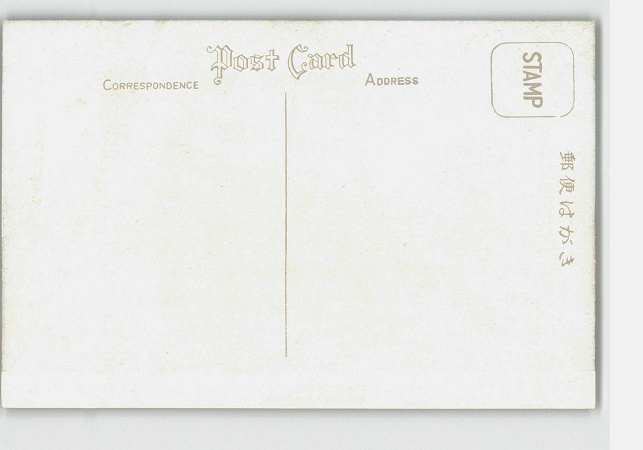 Post Card
CORRESPONDENCE
ADDRESS
STAMP
郵便はがき